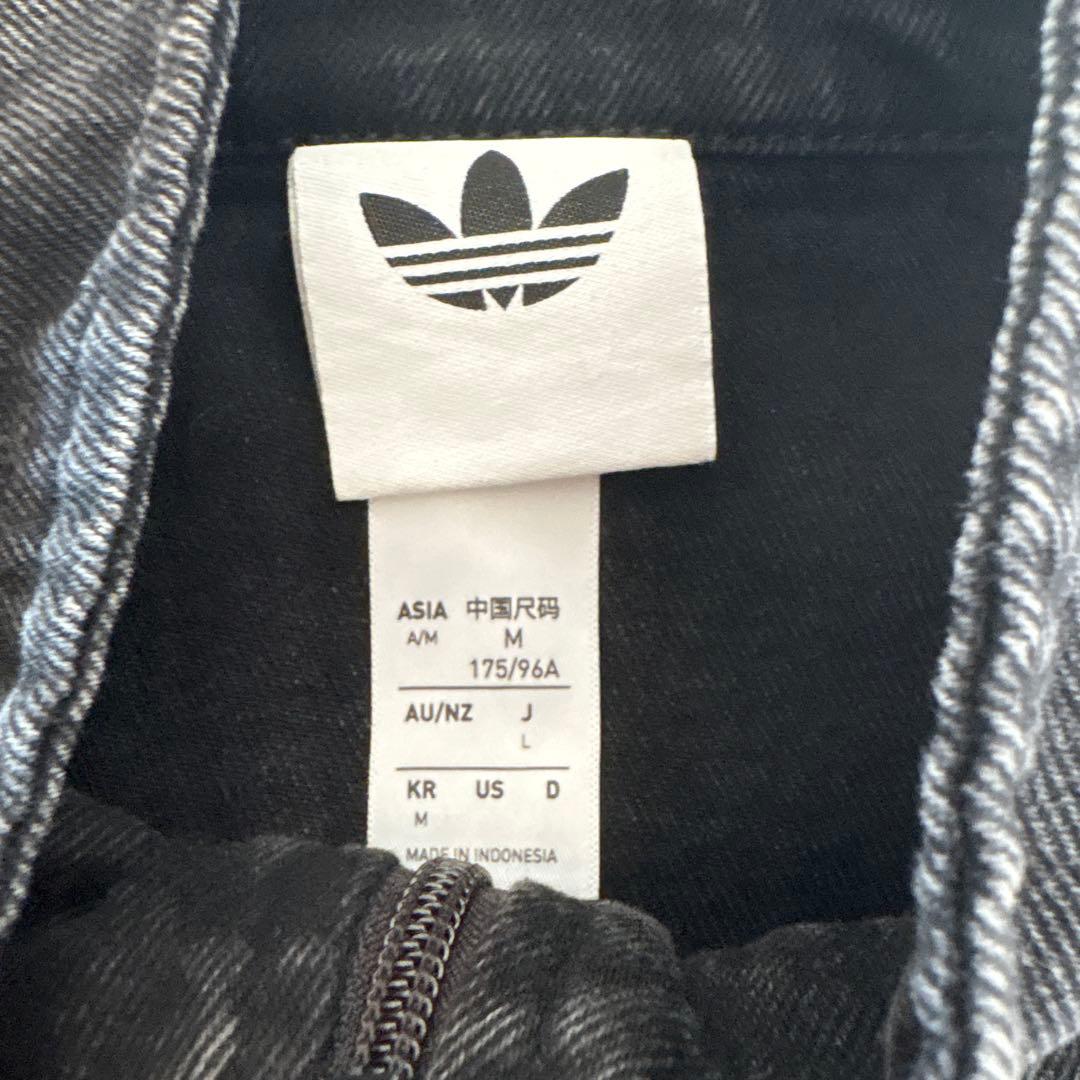 ASIA 中国尺码
A/M M
175/96A
AU/NZ J
L
KR US D
M
MADE IN INDONESIA